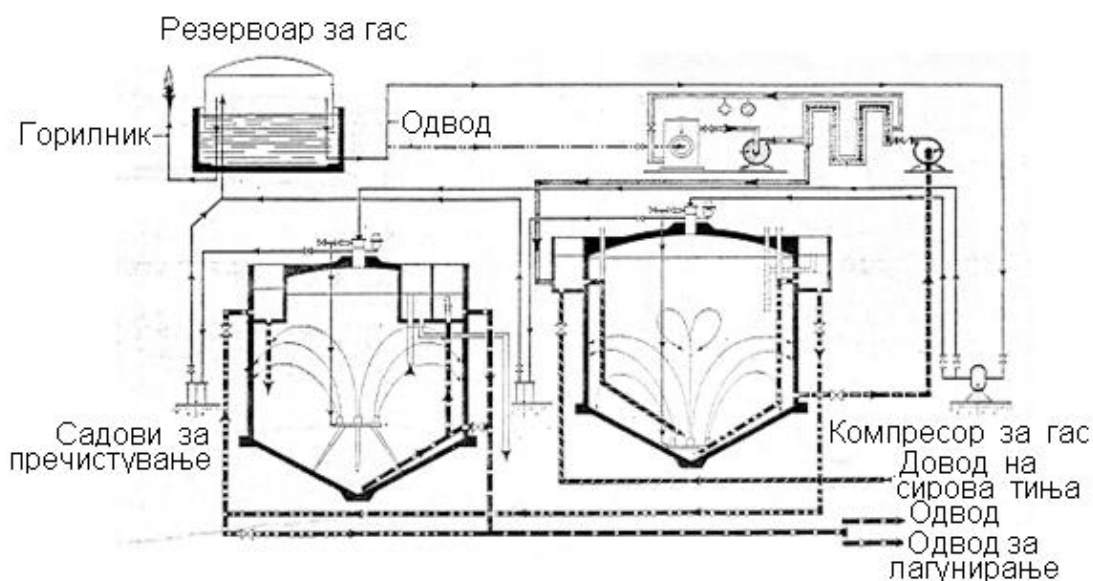 Резервоар за гас
Горилник
Одвод
Садови за
пречистување
Компресор за гас
Довод на
сирова тиња
Одвод
Одвод за
лагунирање